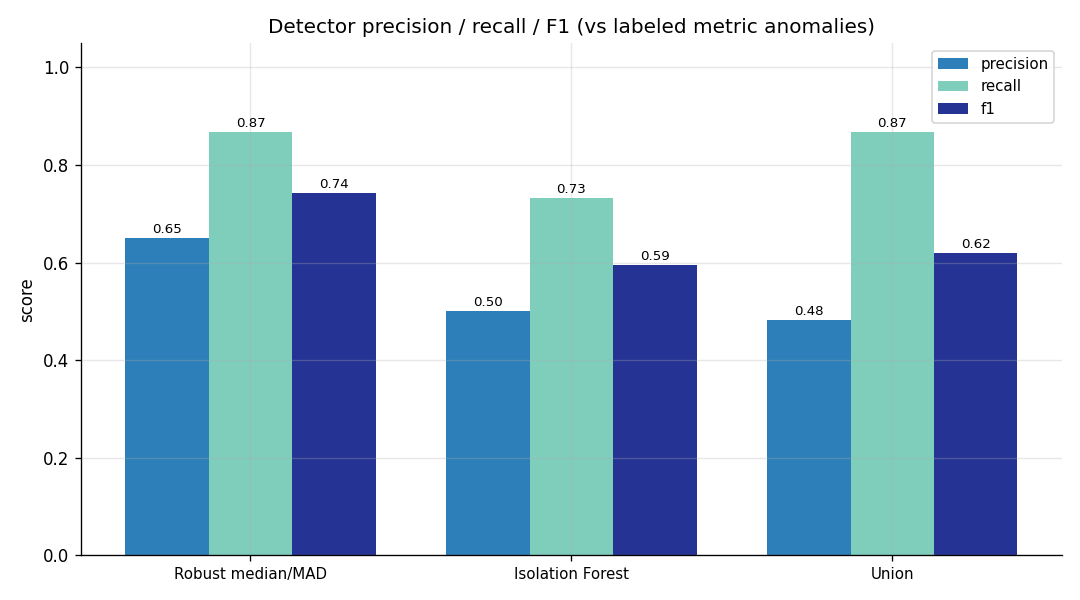 Detector precision / recall / F1 (vs labeled metric anomalies)
precision
recall
f1
score
1.0
0.8
0.6
0.4
0.2
0.0
0.65
0.87
0.74
0.50
0.73
0.59
0.48
0.87
0.62
Robust median/MAD
Isolation Forest
Union